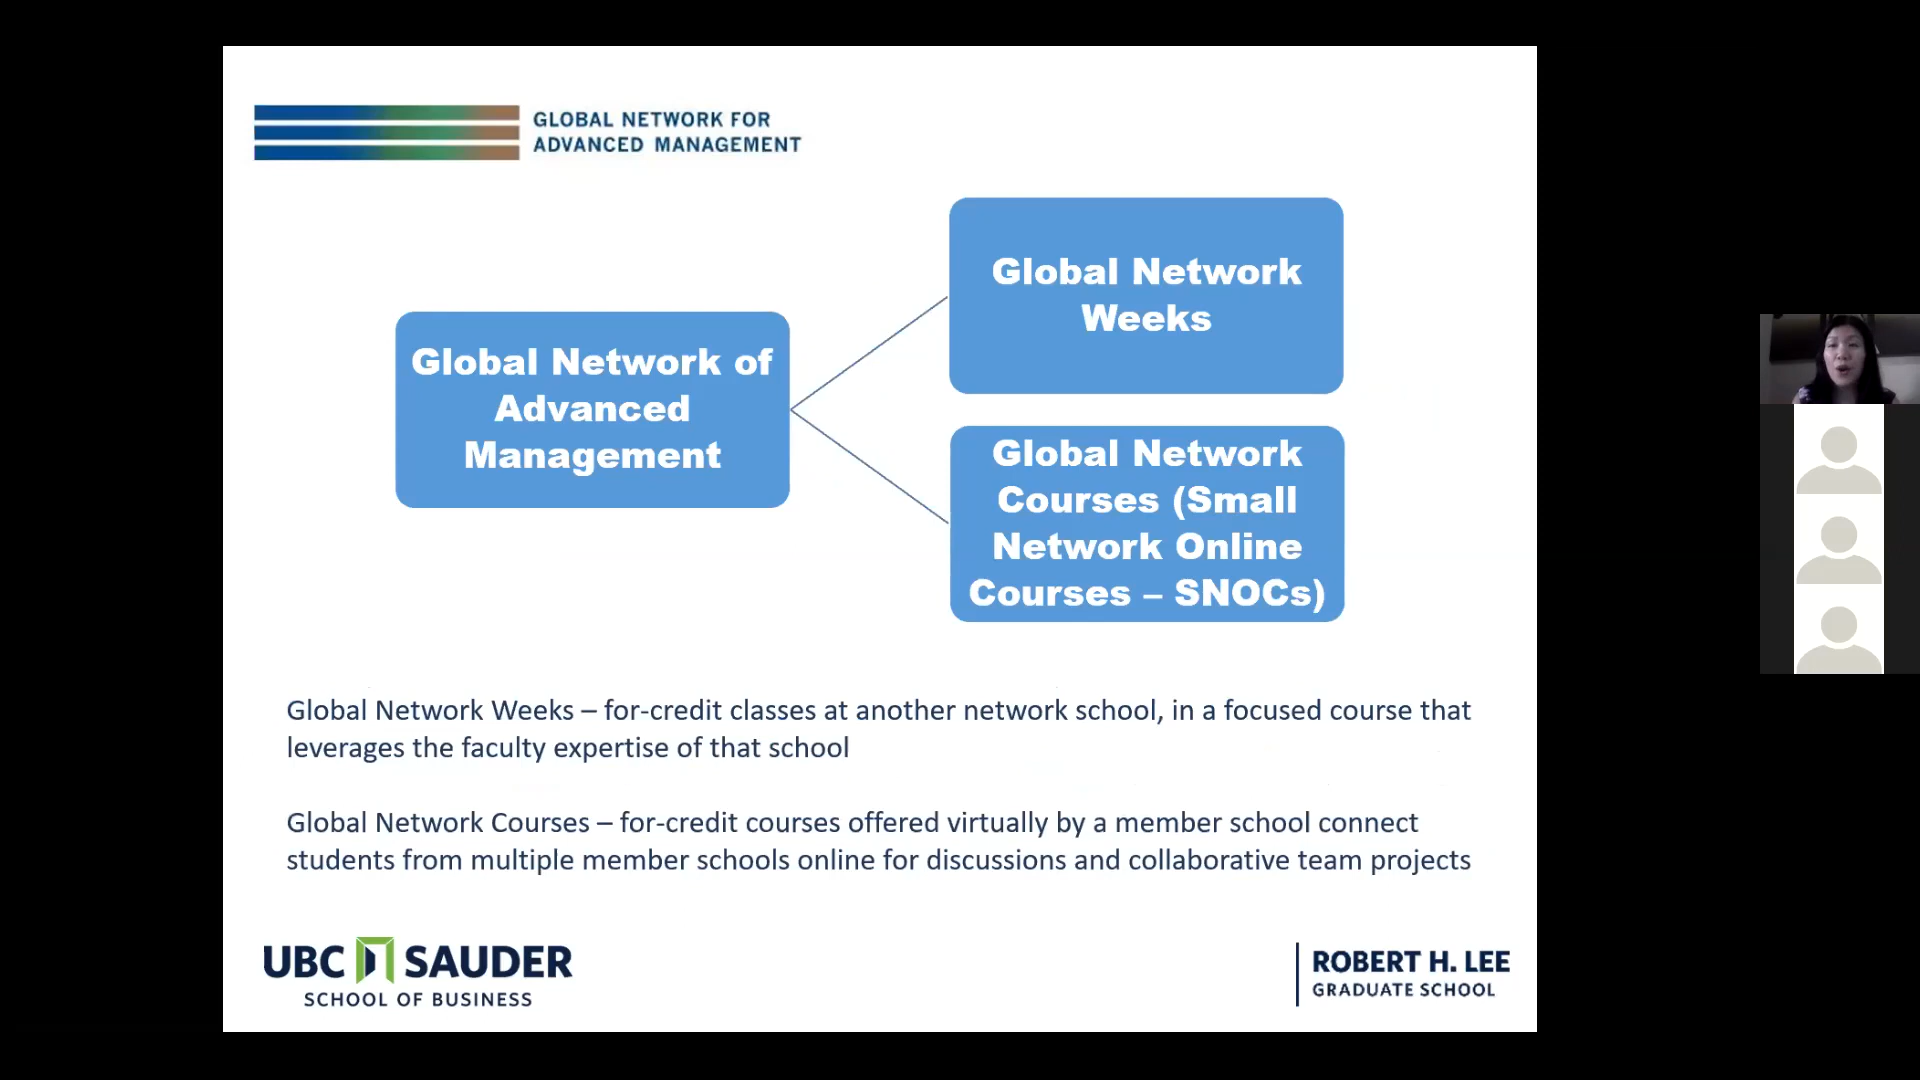 GLOBAL NETWORK FOR
ADVANCED MANAGEMENT
Global Network of
Advanced
Management
Global Network
Weeks
Global Network
Courses (Small
Network Online
Courses – SNOCs)
Global Network Weeks – for-credit classes at another network school, in a focused course that
leverages the faculty expertise of that school
Global Network Courses – for-credit courses offered virtually by a member school connect
students from multiple member schools online for discussions and collaborative team projects
UBC SAUDER
SCHOOL OF BUSINESS
ROBERT H. LEE
GRADUATE SCHOOL